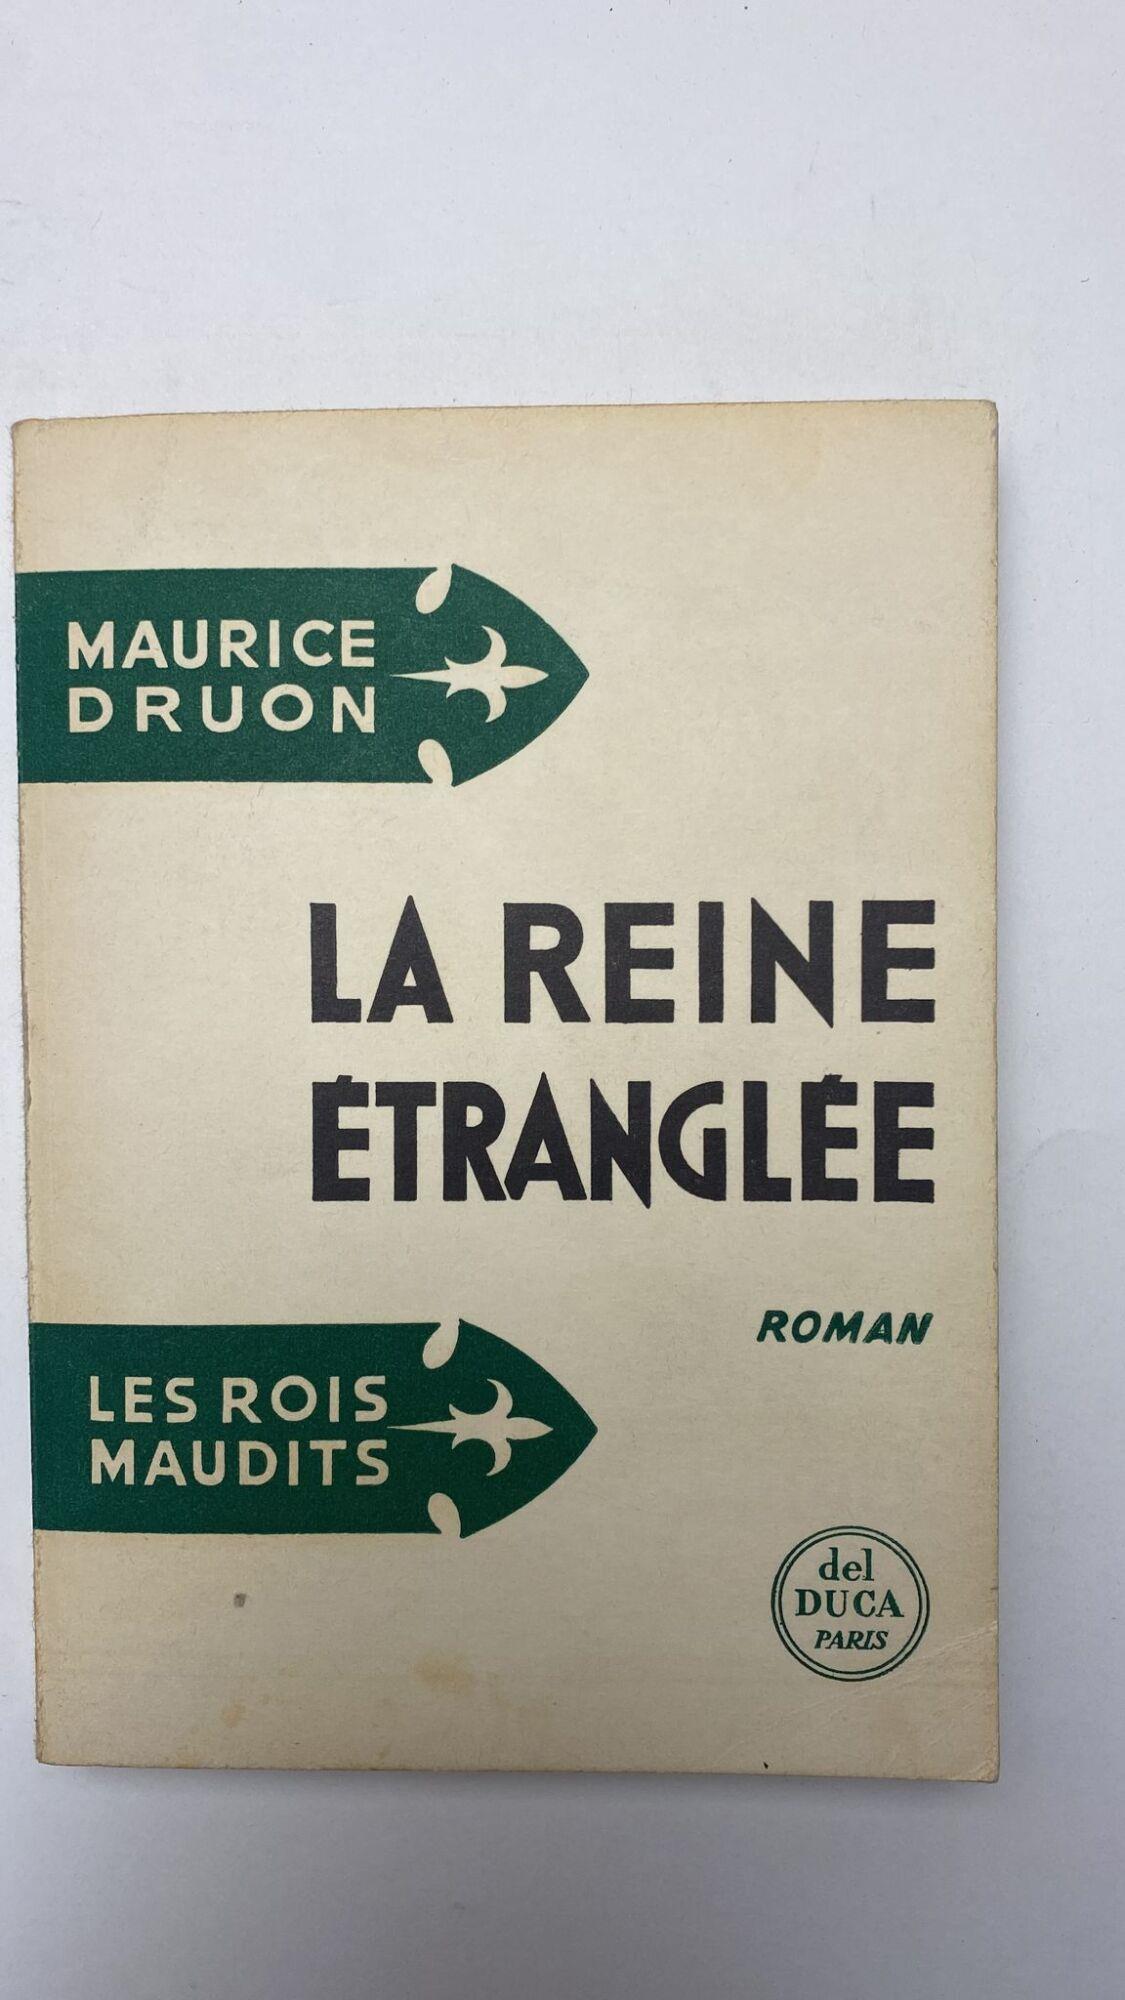 MAURICE
DRUON
LA REINE
ÉTRANGLÉE
ROMAN
LES ROIS
MAUDITS
del
DUCA
PARIS